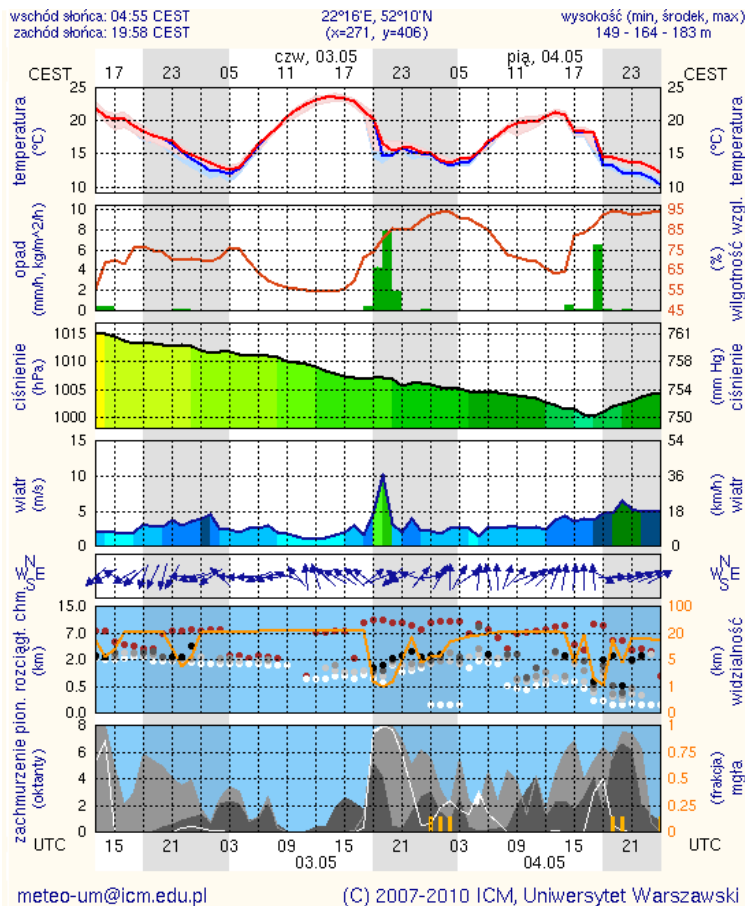 wschód słońca: 04:55 CEST 22°16'E, 52°10'N wysokość (min, środek, max)
zachód słońca: 19:58 CEST (x=271, y=406) 149 - 164 - 183 m
czw, 03.05 pią, 04.05
CEST 17 23 05 11 17 23 05 11 17 23 CEST
temperatura (°C)
25 20 15 10
25 20 15 10
temperatura (°C)
opad (mm/h, kg/m^2/h)
10 8 6 4 2 0
95 85 75 65 55 45
(%) wilgotność wzgl.
ciśnienie (hPa)
1015 1010 1005 1000
761 758 754 750
(mm Hg) ciśnienie
wiatr (m/s)
15 10 5 0
54 36 18 0
(km/h) wiatr
N E S W
N E S W
zachmurzenie pion. rozciągł. chm.
(km)
15.0 7.0 2.0 0.5 0.0
100 20 5 1 0
(km) widzialność
(oktanty)
8 6 4 2 0
1 0.75 0.5 0.25 0
(frakcja) mgła
UTC 15 21 03 09 15 21 03 09 15 21 UTC
03.05 04.05
meteo-um@icm.edu.pl (C) 2007-2010 ICM, Uniwersytet Warszawski